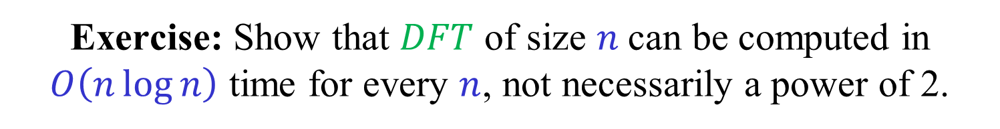 Exercise: Show that DFT of size n can be computed in
O(n log n) time for every n, not necessarily a power of 2.